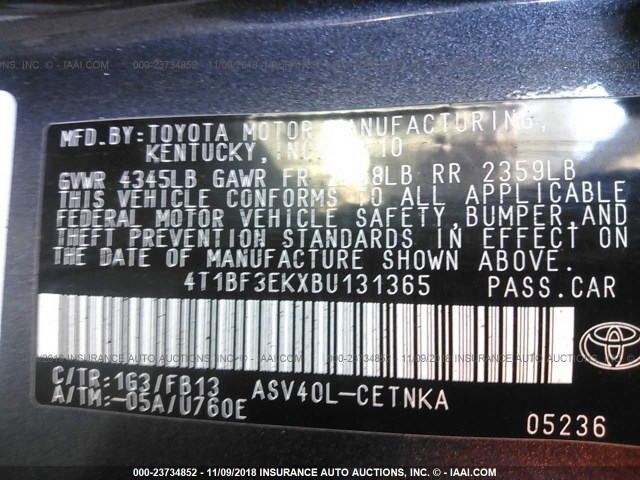 MFD.BY:TOYOTA MOTOR MANUFACTURING,
KENTUCKY, INC. 10
GVWR 4345LB GAWR FR LB RR 2359LB
THIS VEHICLE CONFORMS TO ALL APPLICABLE
FEDERAL MOTOR VEHICLE SAFETY,BUMPER,AND
THEFT PREVENTION STANDARDS IN EFFECT ON
THE DATE OF MANUFACTURE SHOWN ABOVE.
4T1BF3EKXBU131365 PASS.CAR
C/TR:1G3/FB13
A/TM:-05A/U760E
ASV40L-CETNKA
05236
000-23734852 - 11/09/2018 - INSURANCE AUTO AUCTIONS, INC. - © IAAI.COM